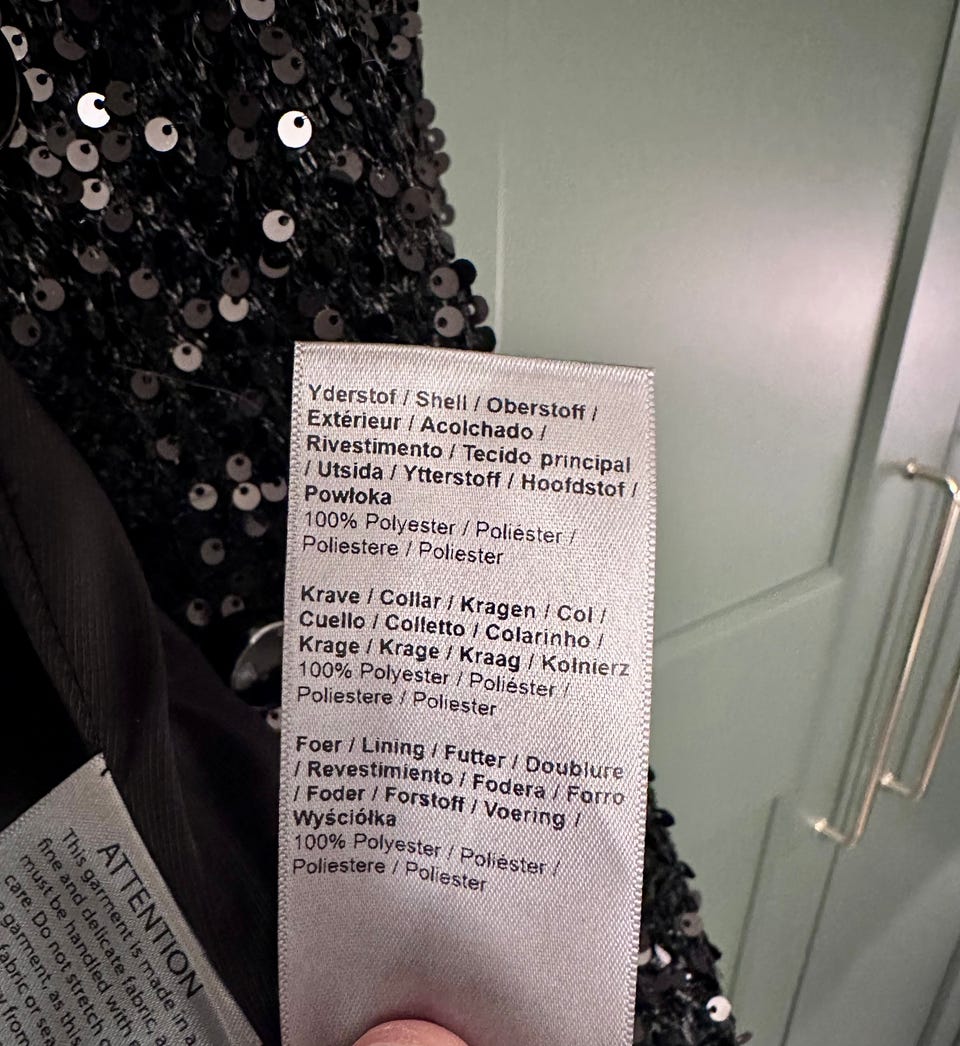 Yderstof / Shell / Oberstoff /
Extérieur / Acolchado /
Rivestimento / Tecido principal
/ Utsida / Ytterstoff / Hoofdstof /
Powłoka
100% Polyester / Poliéster /
Poliestere / Poliester
Krave / Collar / Kragen / Col /
Cuello / Colletto / Colarinho /
Krage / Krage / Kraag / Kołnierz
100% Polyester / Poliéster /
Poliestere / Poliester
Foer / Lining / Futter / Doublure
/ Revestimiento / Fodera / Forro
/ Foder / Forstoff / Voering /
Wyściółka
100% Polyester / Poliéster /
Poliestere / Poliester
ATTENTION
This garment is made in a
fine and delicate fabric,
must be handled with
care. Do not stretch
garment, as this
fabric or
from